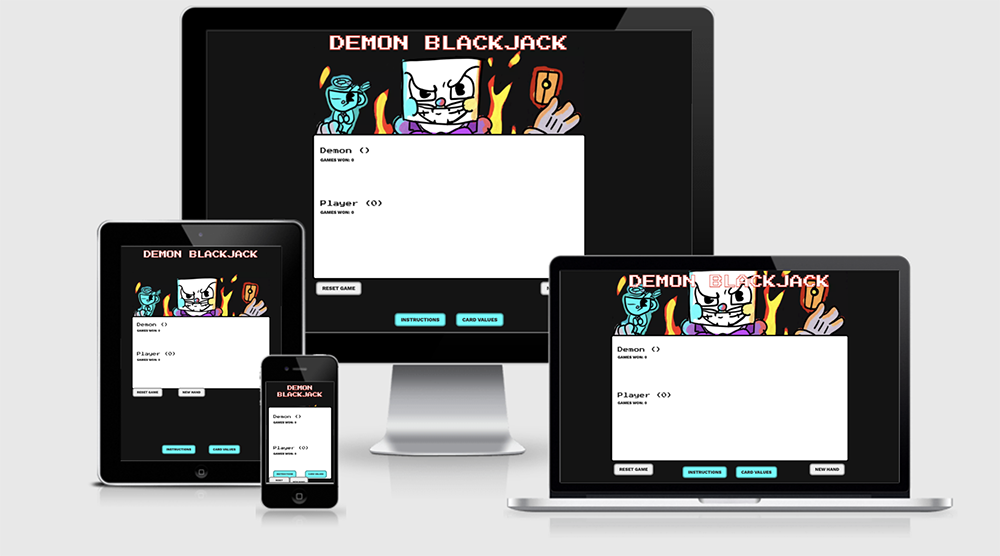 DEMON BLACKJACK
Demon ()
GAMES WON: 0
Player (0)
GAMES WON: 0
RESET GAME
INSTRUCTIONS
CARD VALUES
DEMON BLACKJACK
Demon ()
GAMES WON: 0
Player (0)
GAMES WON: 0
RESET GAME
NEW HAND
INSTRUCTIONS
CARD VALUES
DEMON
BLACKJACK
Demon ()
GAMES WON: 0
Player (0)
GAMES WON: 0
INSTRUCTIONS
CARD VALUES
DEMON BLACKJACK
Demon ()
GAMES WON: 0
Player (0)
GAMES WON: 0
RESET GAME
INSTRUCTIONS
CARD VALUES
NEW HAND